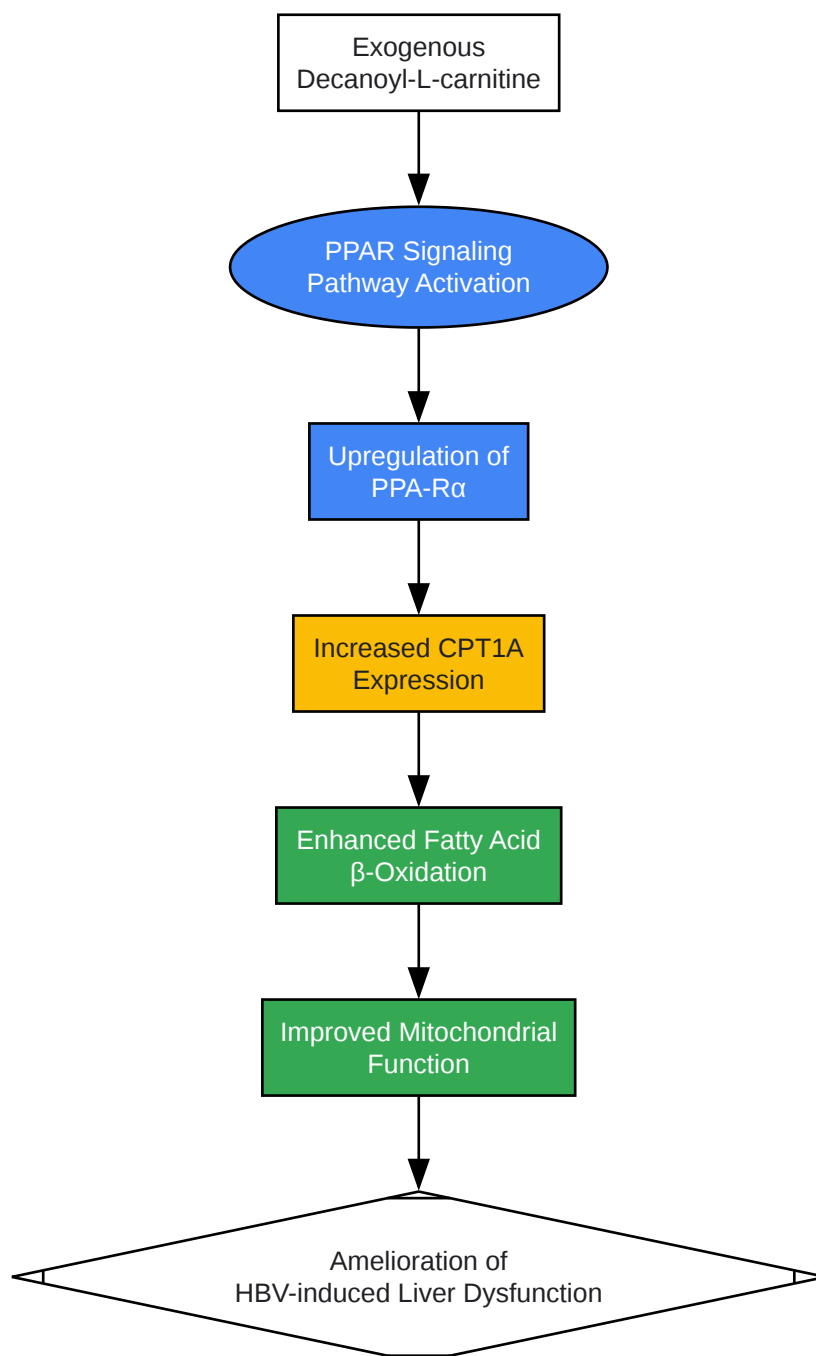 Exogenous
Decanoyl-L-carnitine
PPAR Signaling
Pathway Activation
Upregulation of
PPA-Rα
Increased CPT1A
Expression
Enhanced Fatty Acid
β-Oxidation
Improved Mitochondrial
Function
Amelioration of
HBV-induced Liver Dysfunction